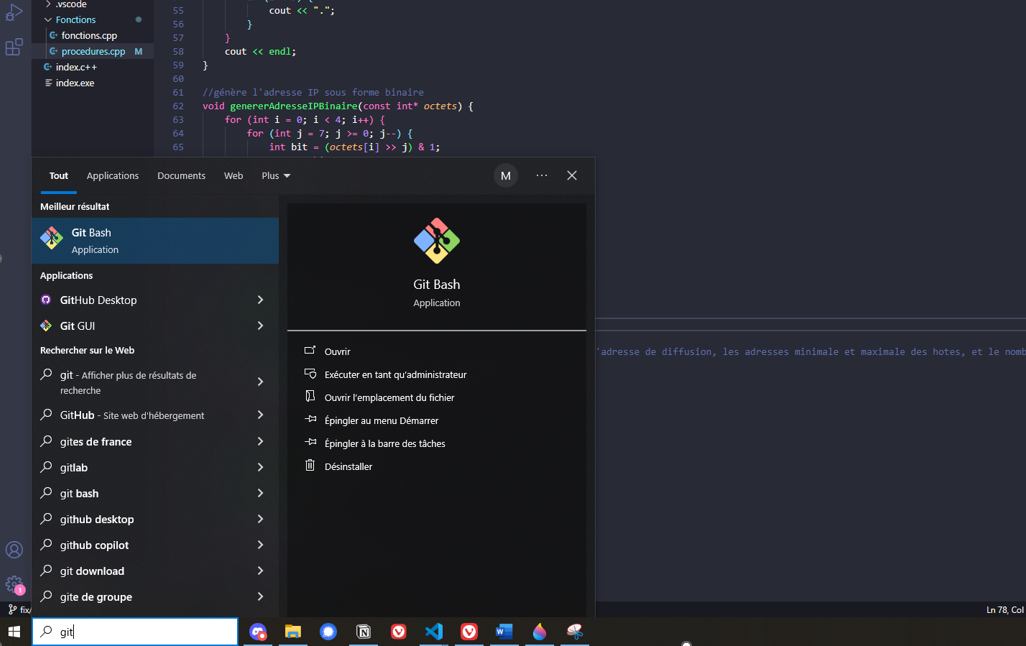 .vscode
Fonctions
fonctions.cpp
procedures.cpp M
index.c++
index.exe
55 cout << ".";
56 }
57 }
58 cout << endl;
59 }
60
61 //génère l'adresse IP sous forme binaire
62 void genererAdresseIPBinaire(const int* octets) {
63 for (int i = 0; i < 4; i++) {
64 for (int j = 7; j >= 0; j--) {
65 int bit = (octets[i] >> j) & 1;
Tout Applications Documents Web Plus M ...
Meilleur résultat
Git Bash
Application
Applications
GitHub Desktop
Git GUI
Rechercher sur le Web
git - Afficher plus de résultats de
recherche
GitHub - Site web d'hébergement
gites de france
gitlab
git bash
github desktop
github copilot
git download
gite de groupe
Git Bash
Application
Ouvrir
Exécuter en tant qu'administrateur
Ouvrir l'emplacement du fichier
Épingler au menu Démarrer
Épingler à la barre des tâches
Désinstaller
'adresse de diffusion, les adresses minimale et maximale des hotes, et le nomb
1
fix/
Ln 78, Col
git